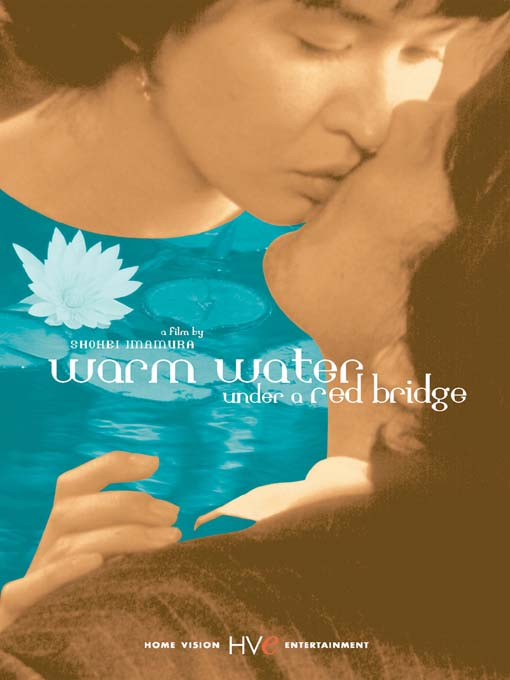 a film by
SHOHEI IMAMURA
warm water
under a red bridge
HOME VISION HVe ENTERTAINMENT